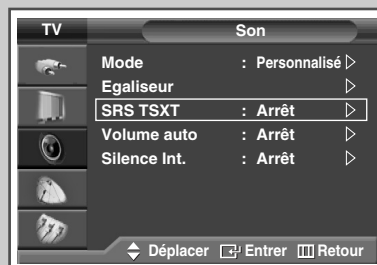 TV Son
Mode : Personnalisé
Egaliseur
SRS TSXT : Arrêt
Volume auto : Arrêt
Silence Int. : Arrêt
Déplacer Entrer Retour